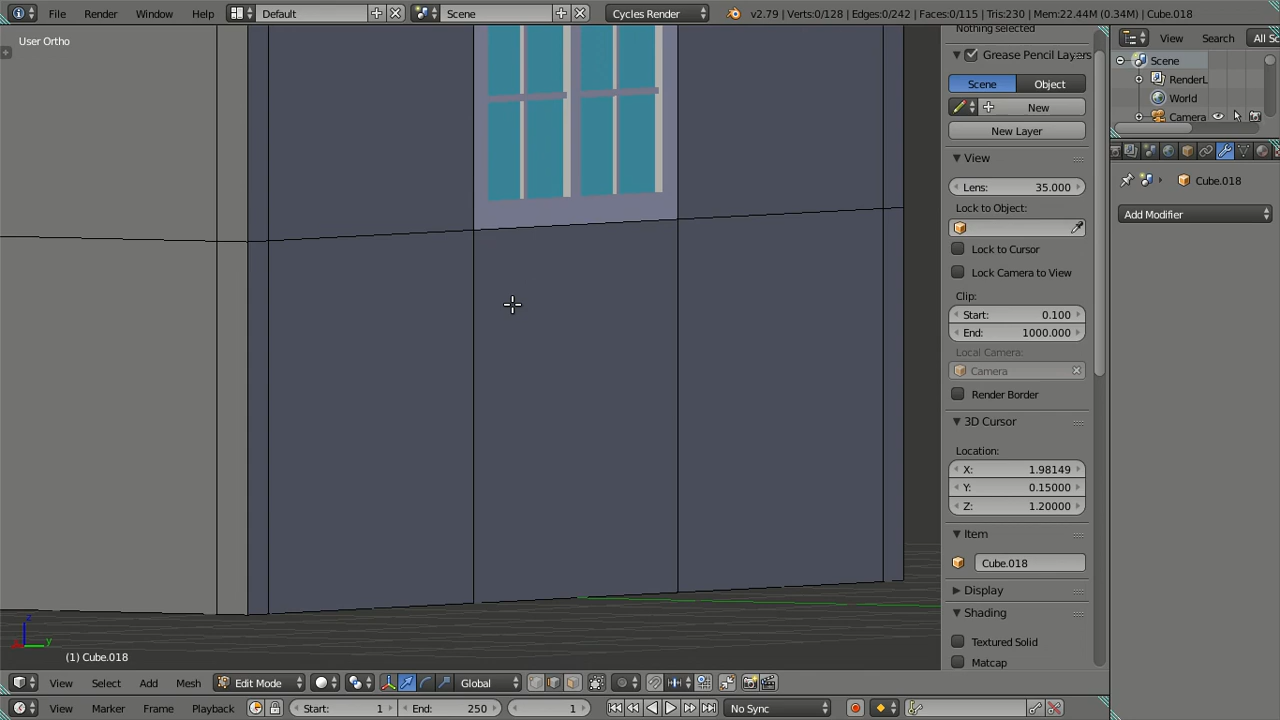 File Render Window Help Default Scene Cycles Render v2.79 | Verts:0/128 | Edges:0/242 | Faces:0/115 | Tris:230 | Mem:22.44M (0.34M) | Cube.018
User Ortho
Nothing selected
Grease Pencil Layers
Scene Object
New
New Layer
View
Lens: 35.000
Lock to Object:
Lock to Cursor
Lock Camera to View
Clip:
Start: 0.100
End: 1000.000
Local Camera:
Camera
Render Border
3D Cursor
Location:
X: 1.98149
Y: 0.15000
Z: 1.20000
Item
Cube.018
Display
Shading
Textured Solid
Matcap
View Search All Sc
Scene
RenderL
World
Camera
Cube.018
Add Modifier
z
y
(1) Cube.018
View Select Add Mesh Edit Mode Global
View Marker Frame Playback Start: 1 End: 250 1 No Sync